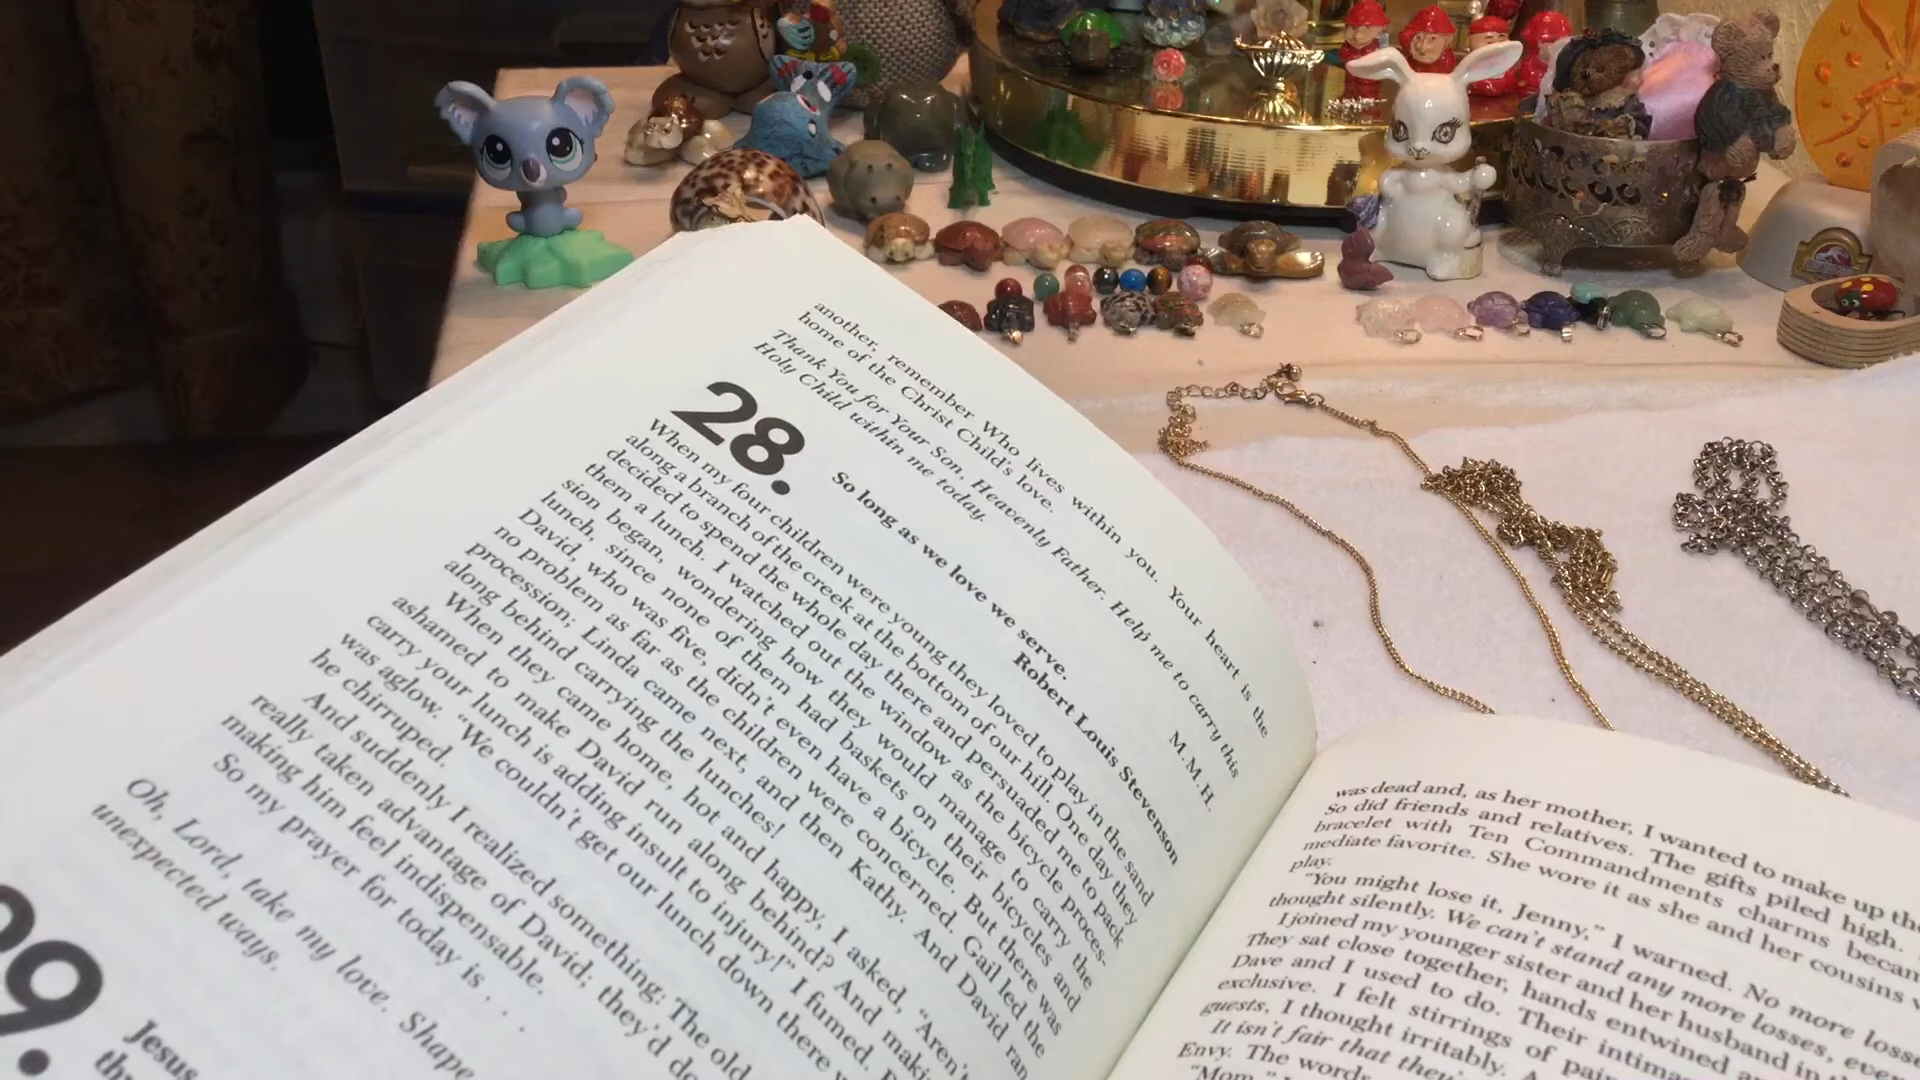 another, remember Who lives within you. Your heart is the
home of the Christ Child's love.
Thank You for Your Son, Heavenly Father. Help me to carry this
Holy Child within me today.
M. M. H.
28.
So long as we love we serve.
Robert Louis Stevenson
When my four children were young they loved to play in the sand
along a branch of the creek at the bottom of our hill. One day they
decided to spend the whole day there and persuaded me to pack
them a lunch. I watched out the window as the bicycle proces-
sion began, wondering how they would manage to carry the
lunch, since none of them had baskets on their bicycles and
David, who was five, didn't even have a bicycle. But there was
no problem as far as the children were concerned. Gail led the
procession; Linda came next, and then Kathy. And David ran
along behind carrying the lunches!
When they came home, hot and happy, I asked, "Aren't
ashamed to make David run along behind? And maki
carry your lunch is adding insult to injury!" I fumed.
was aglow. "We couldn't get our lunch down there
he chirruped.
And suddenly I realized something: The old
really taken advantage of David; they'd do
making him feel indispensable.
So my prayer for today is . . .
Oh, Lord, take my love. Shape
unexpected ways.
9.
Jesus
was dead and, as her mother, I wanted to make up th
So did friends and relatives. The gifts piled high.
bracelet with Ten Commandments charms becam
mediate favorite. She wore it as she and her cousins
play.
"You might lose it, Jenny," I warned. No more loss
thought silently. We can't stand any more losses, eve
I joined my younger sister and her husband in th
They sat close together, hands entwined
Dave and I used to do. Their intima
exclusive. I felt stirrings of pai
guests, I thought irritably. A
It isn't fair that they
Envy. The words
"Mom,"